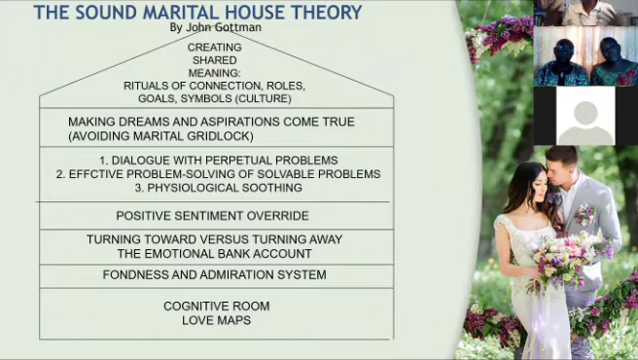 THE SOUND MARITAL HOUSE THEORY
By John Gottman
CREATING
SHARED
MEANING:
RITUALS OF CONNECTION, ROLES,
GOALS, SYMBOLS (CULTURE)
MAKING DREAMS AND ASPIRATIONS COME TRUE
(AVOIDING MARITAL GRIDLOCK)
1. DIALOGUE WITH PERPETUAL PROBLEMS
2. EFFCTIVE PROBLEM-SOLVING OF SOLVABLE PROBLEMS
3. PHYSIOLOGICAL SOOTHING
POSITIVE SENTIMENT OVERRIDE
TURNING TOWARD VERSUS TURNING AWAY
THE EMOTIONAL BANK ACCOUNT
FONDNESS AND ADMIRATION SYSTEM
COGNITIVE ROOM
LOVE MAPS